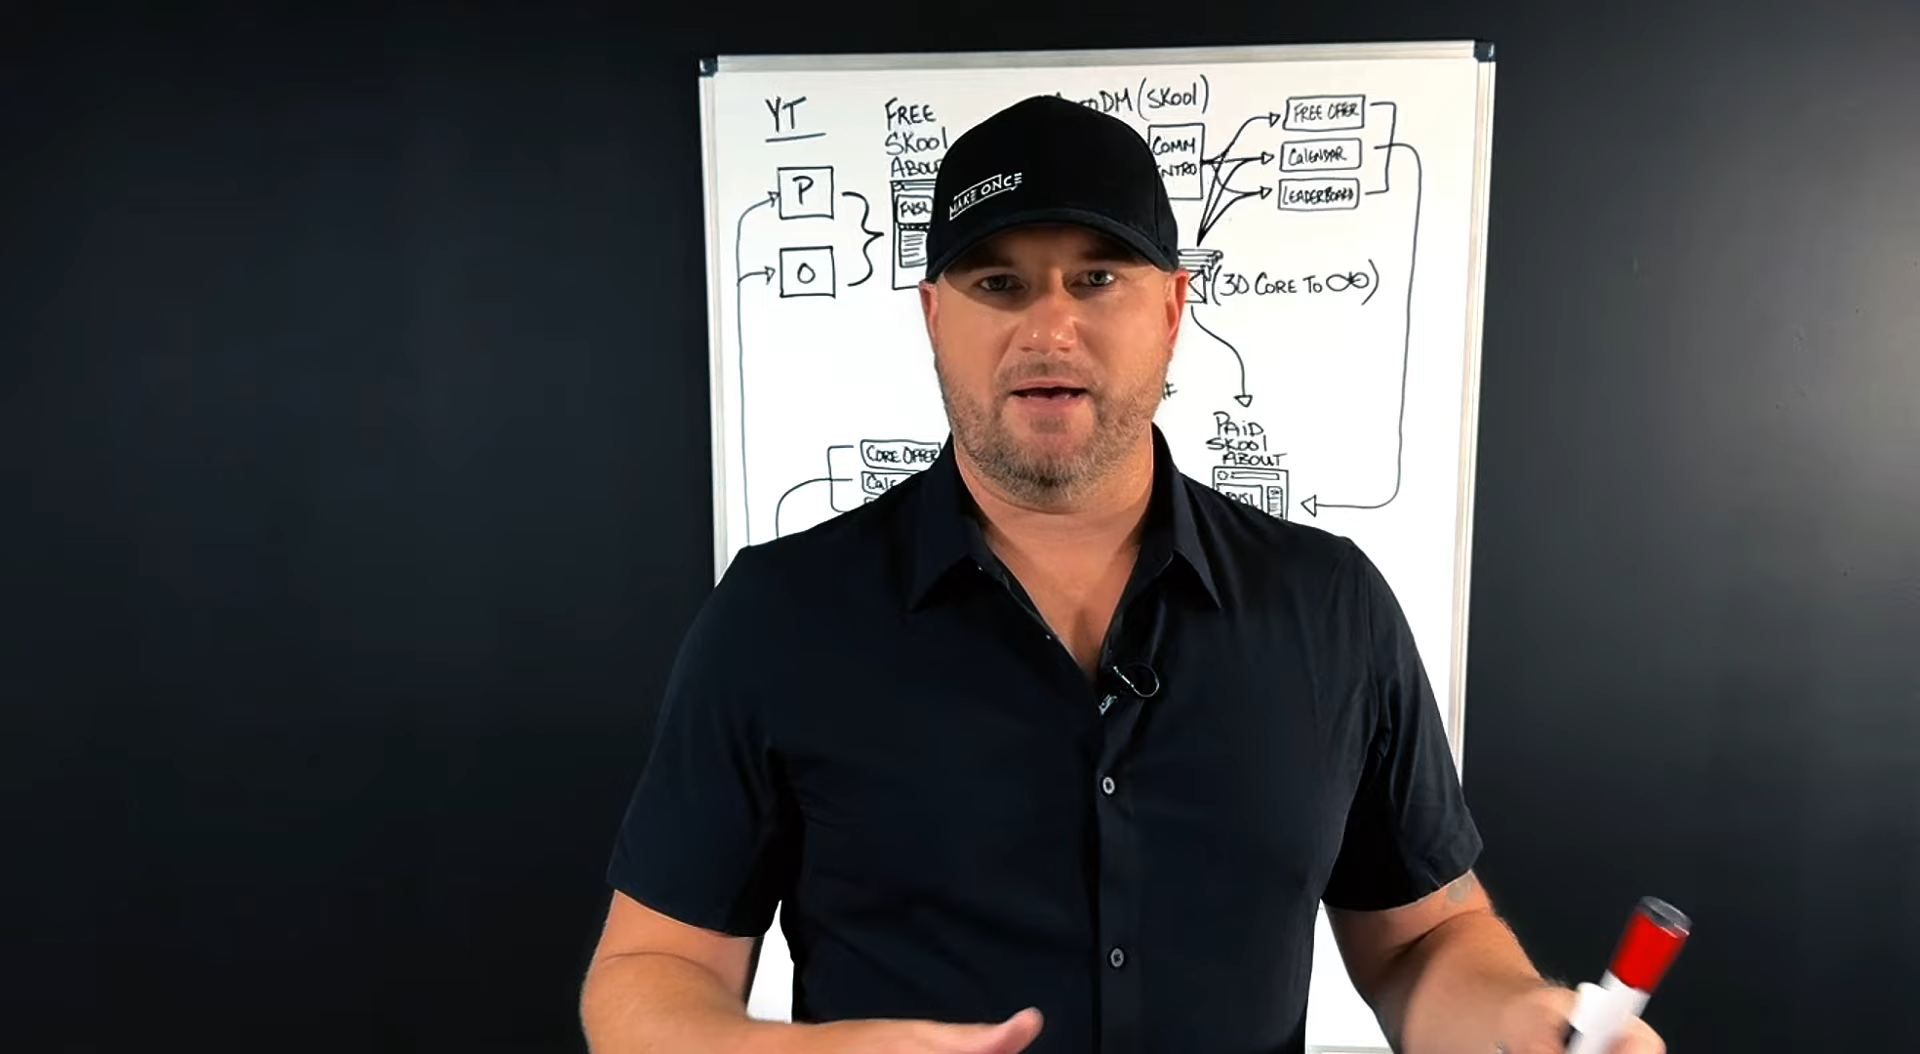 YT
FREE
SKOOL
P
O
DM (SKOOL)
COMM
FREE OFFER
CALENDAR
LEADERBOARD
(3D CORE TO ∞)
MAKE ONCE
CORE OFFER
PAID
SKOOL
ABOUT